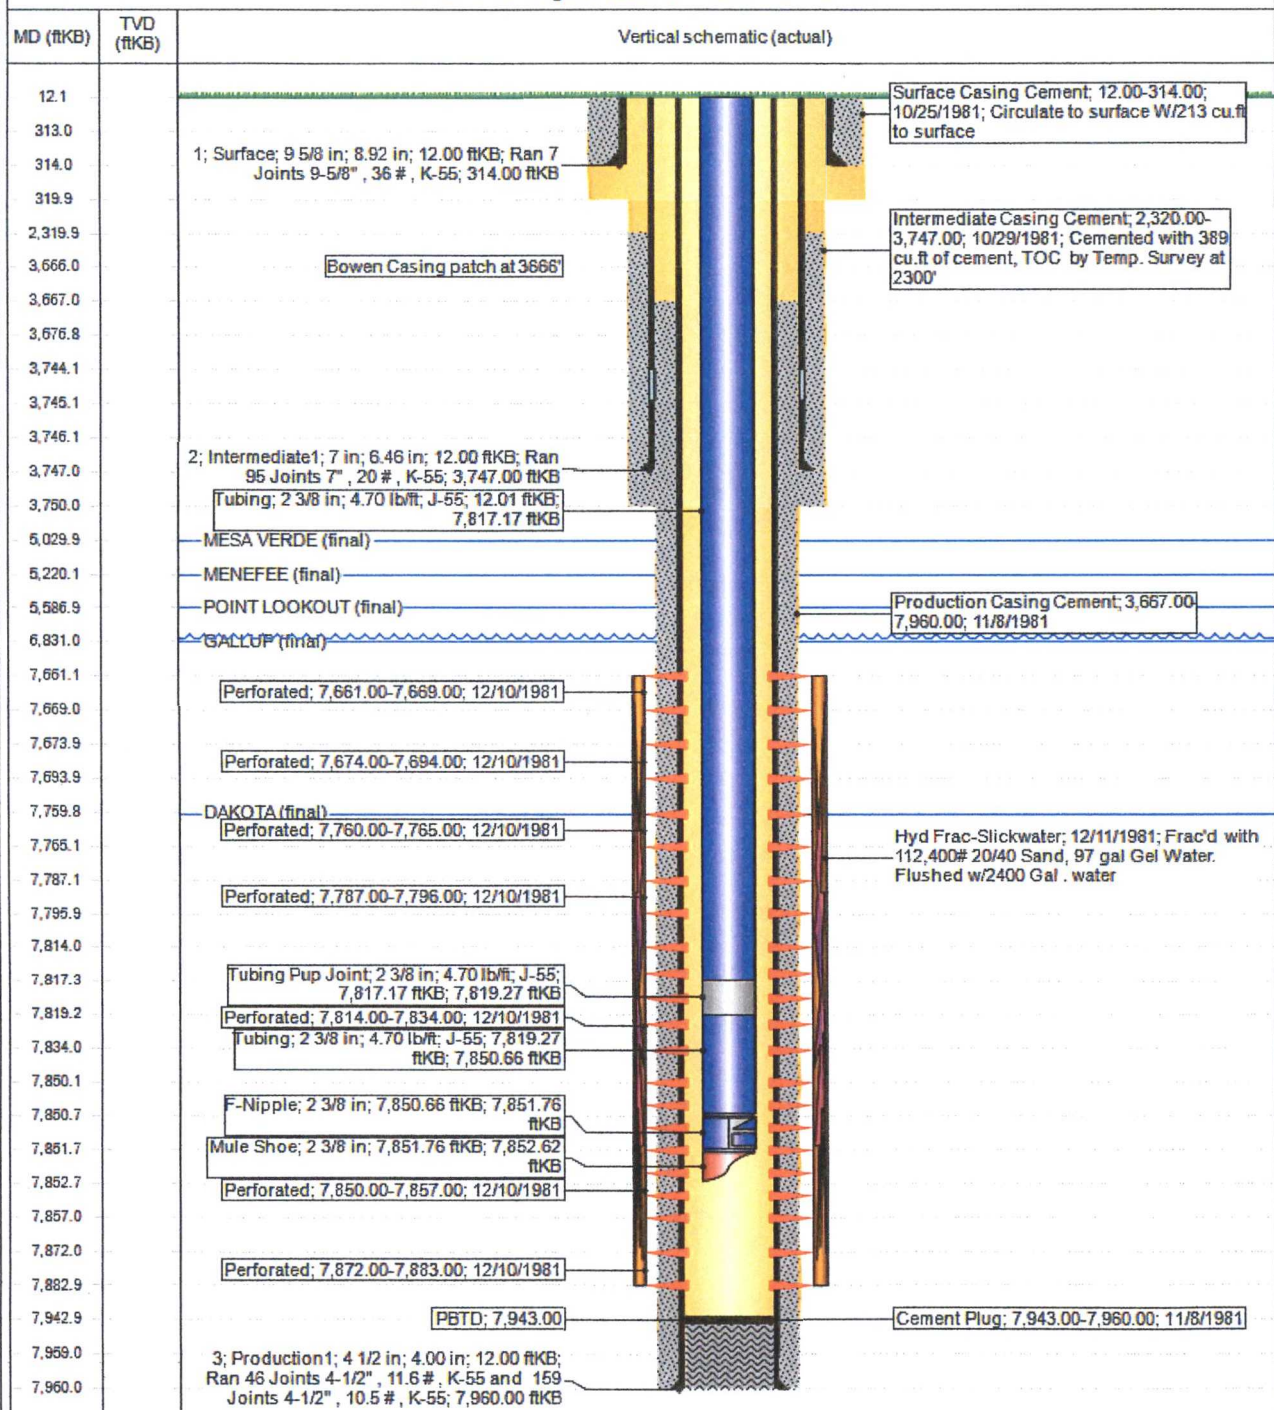 MD (ftKB)
TVD
(ftKB)
Vertical schematic (actual)
12.1
313.0
314.0
319.9
2,319.9
3,666.0
3,667.0
3,676.8
3,744.1
3,745.1
3,746.1
3,747.0
3,750.0
5,029.9
5,220.1
5,586.9
6,831.0
7,661.1
7,669.0
7,673.9
7,693.9
7,759.8
7,765.1
7,787.1
7,795.9
7,814.0
7,817.3
7,819.2
7,834.0
7,850.1
7,850.7
7,851.7
7,852.7
7,857.0
7,872.0
7,882.9
7,942.9
7,959.0
7,960.0
Surface Casing Cement; 12.00-314.00;
10/25/1981; Circulate to surface W/213 cu.ft
to surface
1; Surface; 9 5/8 in; 8.92 in; 12.00 ftKB; Ran 7
Joints 9-5/8" , 36 # , K-55; 314.00 ftKB
Intermediate Casing Cement; 2,320.00-
3,747.00; 10/29/1981; Cemented with 389
cu.ft of cement, TOC by Temp. Survey at
2300'
Bowen Casing patch at 3666'
2; Intermediate1; 7 in; 6.46 in; 12.00 ftKB; Ran
95 Joints 7" , 20 # , K-55; 3,747.00 ftKB
Tubing; 2 3/8 in; 4.70 lb/ft; J-55; 12.01 ftKB;
7,817.17 ftKB
MESA VERDE (final)
MENEFEE (final)
POINT LOOKOUT (final)
Production Casing Cement; 3,667.00-
7,960.00; 11/8/1981
GALLUP (final)
Perforated; 7,661.00-7,669.00; 12/10/1981
Perforated; 7,674.00-7,694.00; 12/10/1981
DAKOTA (final)
Perforated; 7,760.00-7,765.00; 12/10/1981
Hyd Frac-Slickwater; 12/11/1981; Frac'd with
112,400# 20/40 Sand, 97 gal Gel Water.
Flushed w/2400 Gal . water
Perforated; 7,787.00-7,796.00; 12/10/1981
Tubing Pup Joint; 2 3/8 in; 4.70 lb/ft; J-55;
7,817.17 ftKB; 7,819.27 ftKB
Perforated; 7,814.00-7,834.00; 12/10/1981
Tubing; 2 3/8 in; 4.70 lb/ft; J-55; 7,819.27
ftKB; 7,850.66 ftKB
F-Nipple; 2 3/8 in; 7,850.66 ftKB; 7,851.76
ftKB
Mule Shoe; 2 3/8 in; 7,851.76 ftKB; 7,852.62
ftKB
Perforated; 7,850.00-7,857.00; 12/10/1981
Perforated; 7,872.00-7,883.00; 12/10/1981
PBTD; 7,943.00
Cement Plug; 7,943.00-7,960.00; 11/8/1981
3; Production1; 4 1/2 in; 4.00 in; 12.00 ftKB;
Ran 46 Joints 4-1/2" , 11.6 # , K-55 and 159
Joints 4-1/2" , 10.5 # , K-55; 7,960.00 ftKB